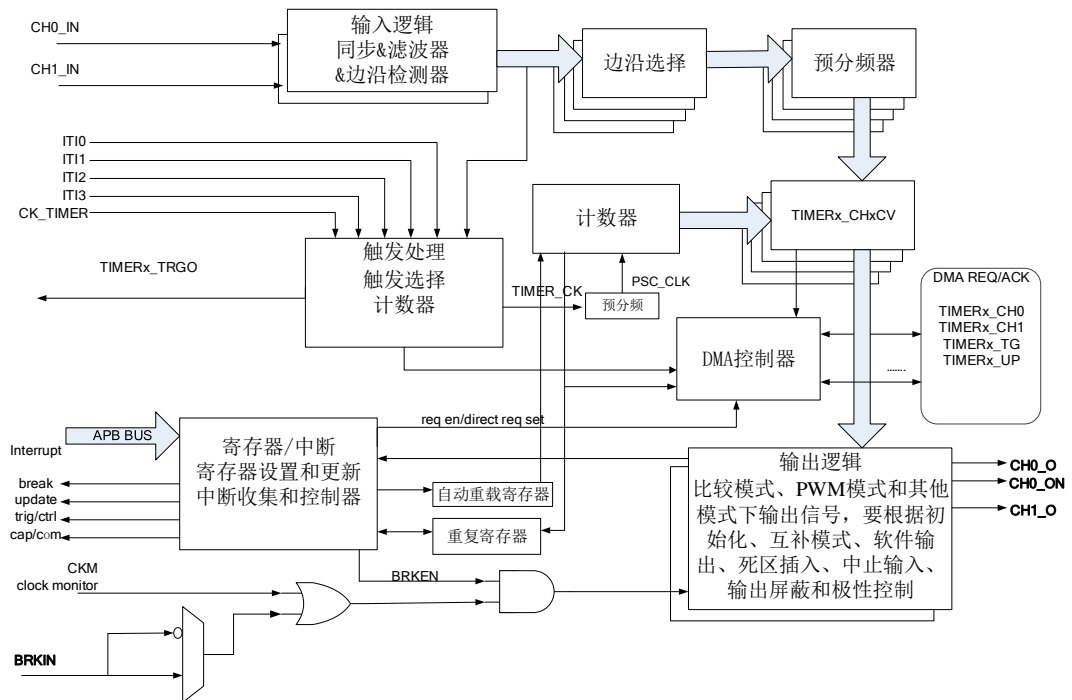 CH0_IN
CH1_IN
输入逻辑
同步&滤波器
&边沿检测器
边沿选择
预分频器
ITI0
ITI1
ITI2
ITI3
CK_TIMER
触发处理
触发选择
计数器
TIMERx_TRGO
TIMER_CK
预分频
PSC_CLK
计数器
TIMERx_CHxCV
DMA控制器
DMA REQ/ACK
TIMERx_CH0
TIMERx_CH1
TIMERx_TG
TIMERx_UP
.......
APB BUS
Interrupt
break
update
trig/ctrl
cap/com
寄存器/中断
寄存器设置和更新
中断收集和控制器
req en/direct req set
自动重载寄存器
重复寄存器
输出逻辑
比较模式、PWM模式和其他
模式下输出信号,要根据初
始化、互补模式、软件输
出、死区插入、中止输入、
输出屏蔽和极性控制
CH0_O
CH0_ON
CH1_O
CKM
clock monitor
BRKEN
BRKIN